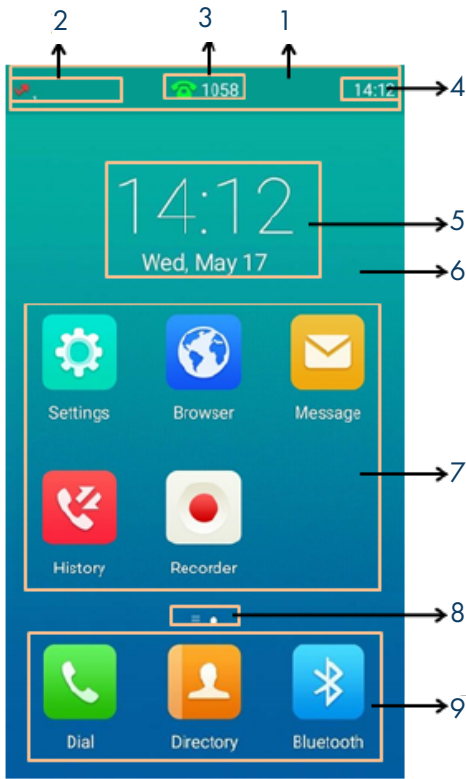 2 3 1
1058 14:12 4
14:12 5
Wed, May 17 6
Settings Browser Message
7
History Recorder
8
9
Dial Directory Bluetooth